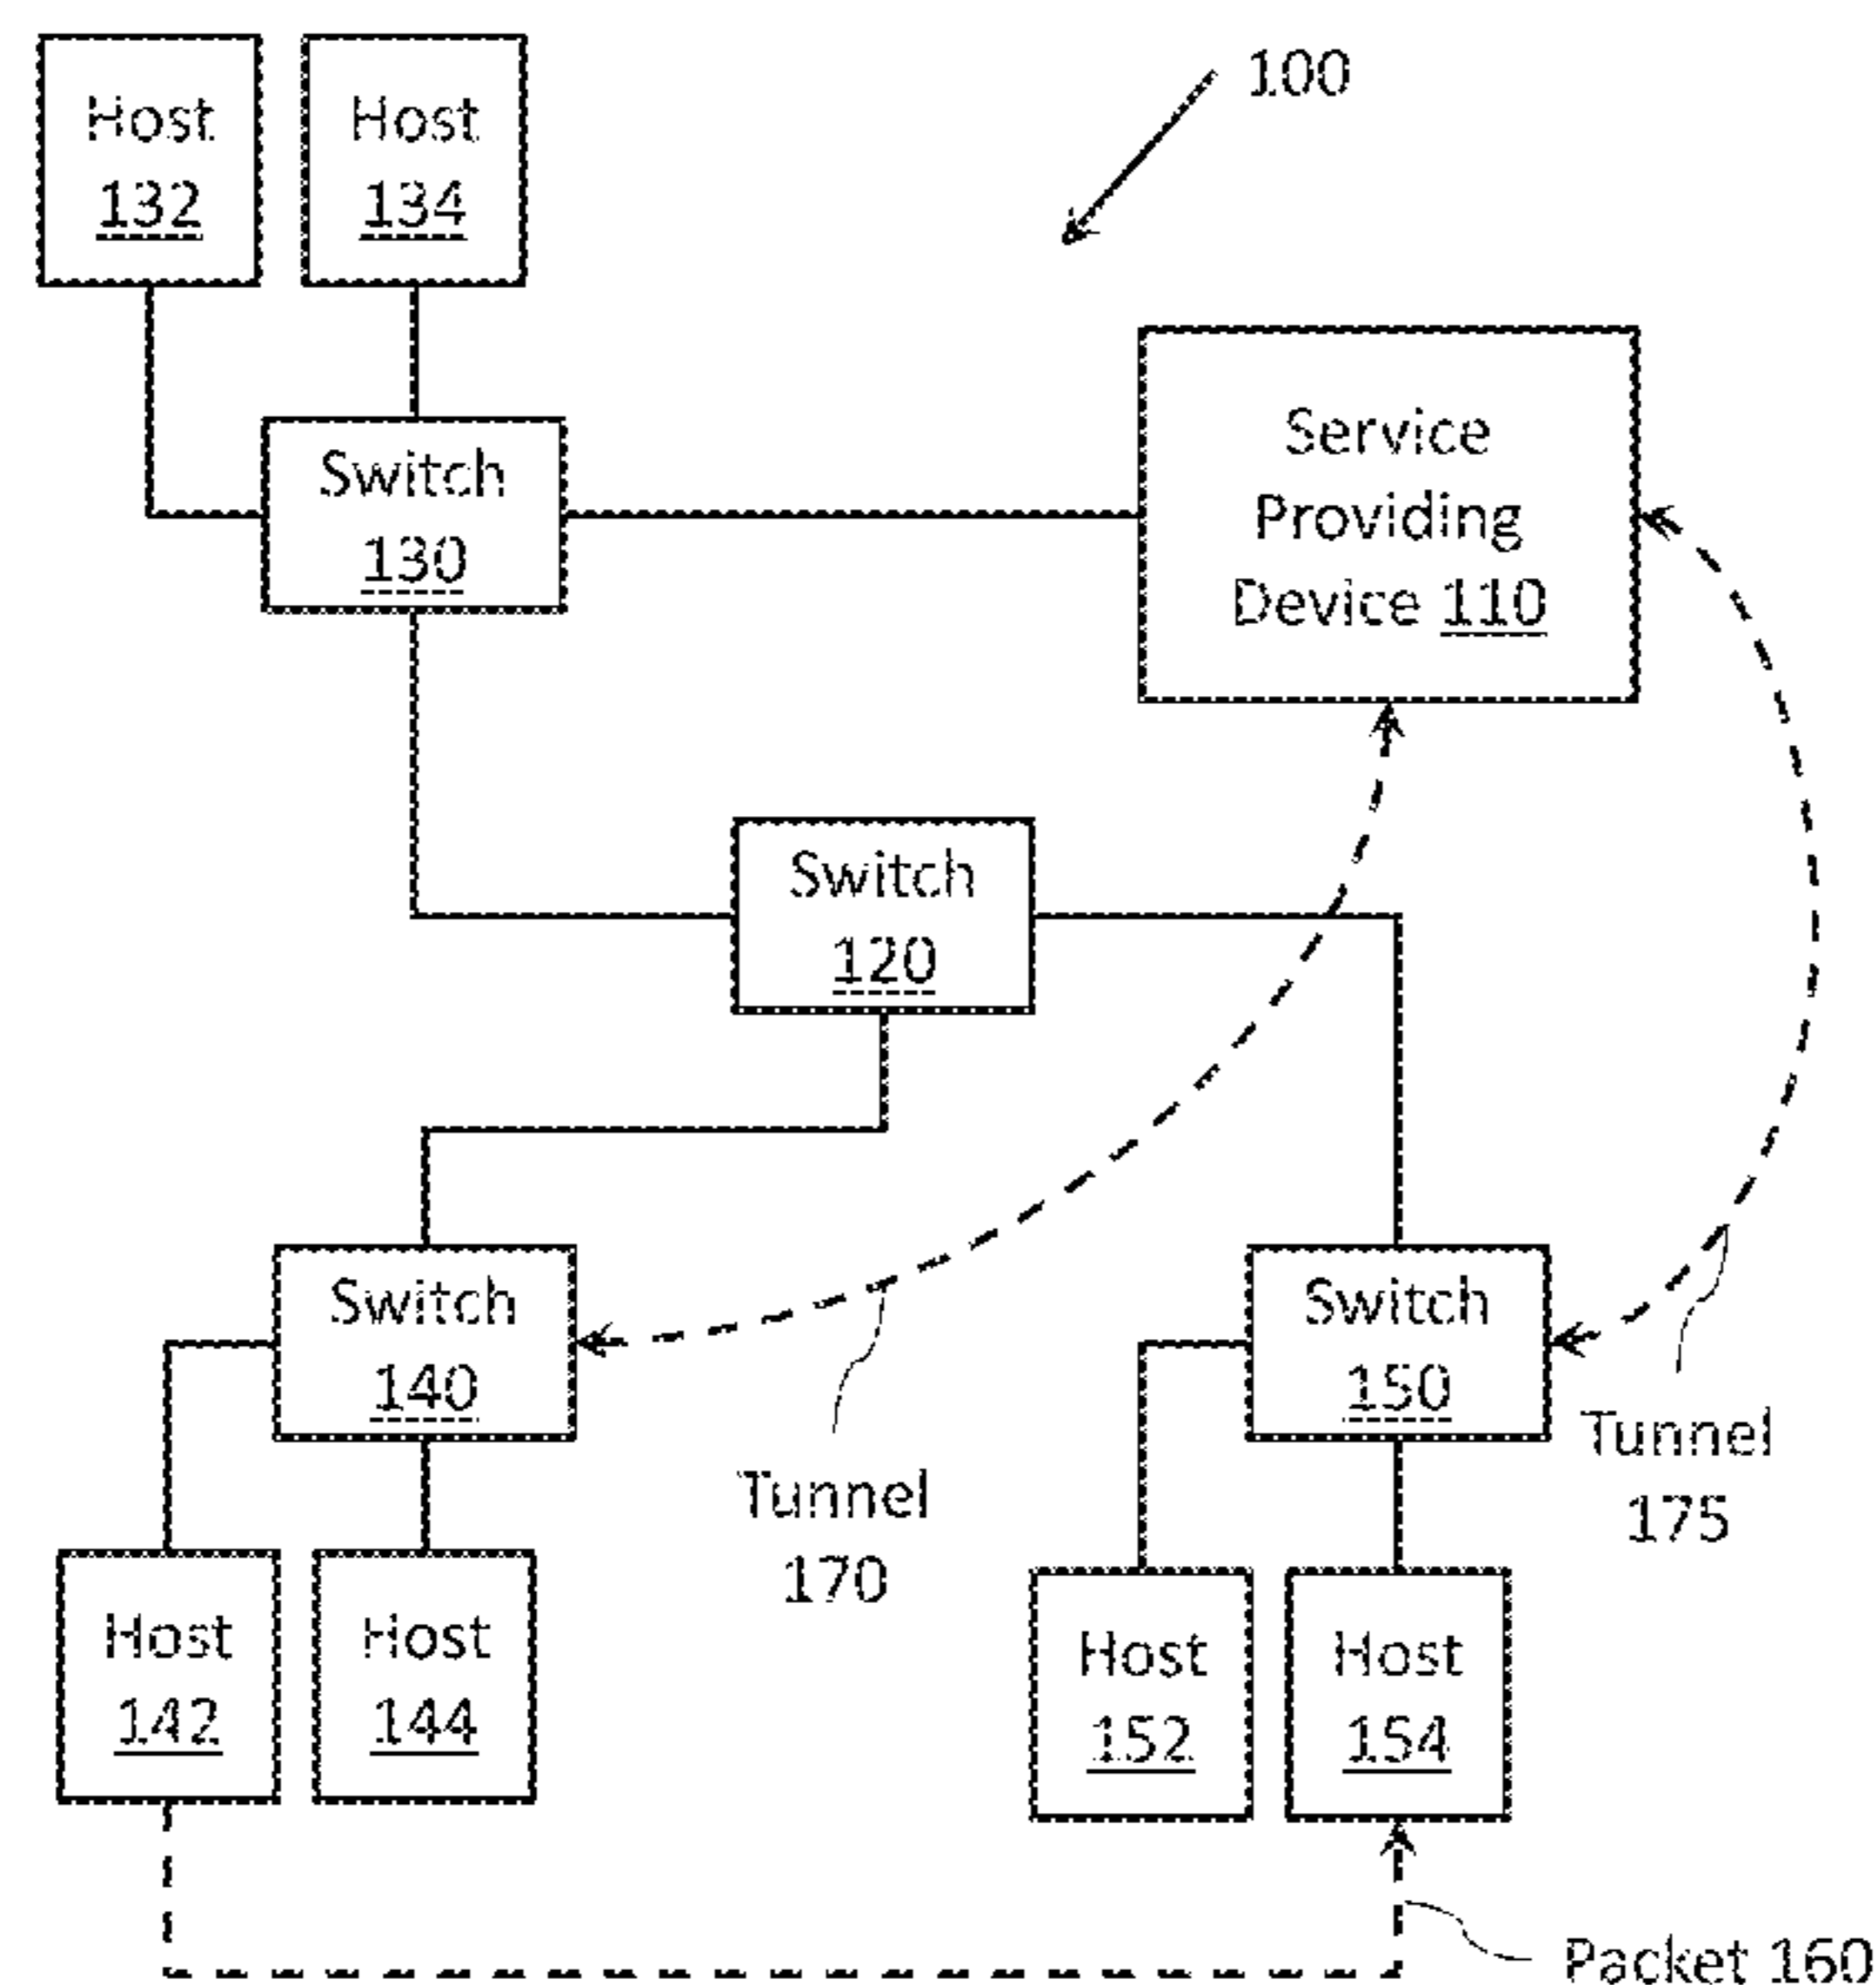 Host
132
Host
134
100
Service
Providing
Device 110
Switch
130
Switch
120
Switch
140
Switch
150
Tunnel
170
Tunnel
175
Host
142
Host
144
Host
152
Host
154
Packet 160